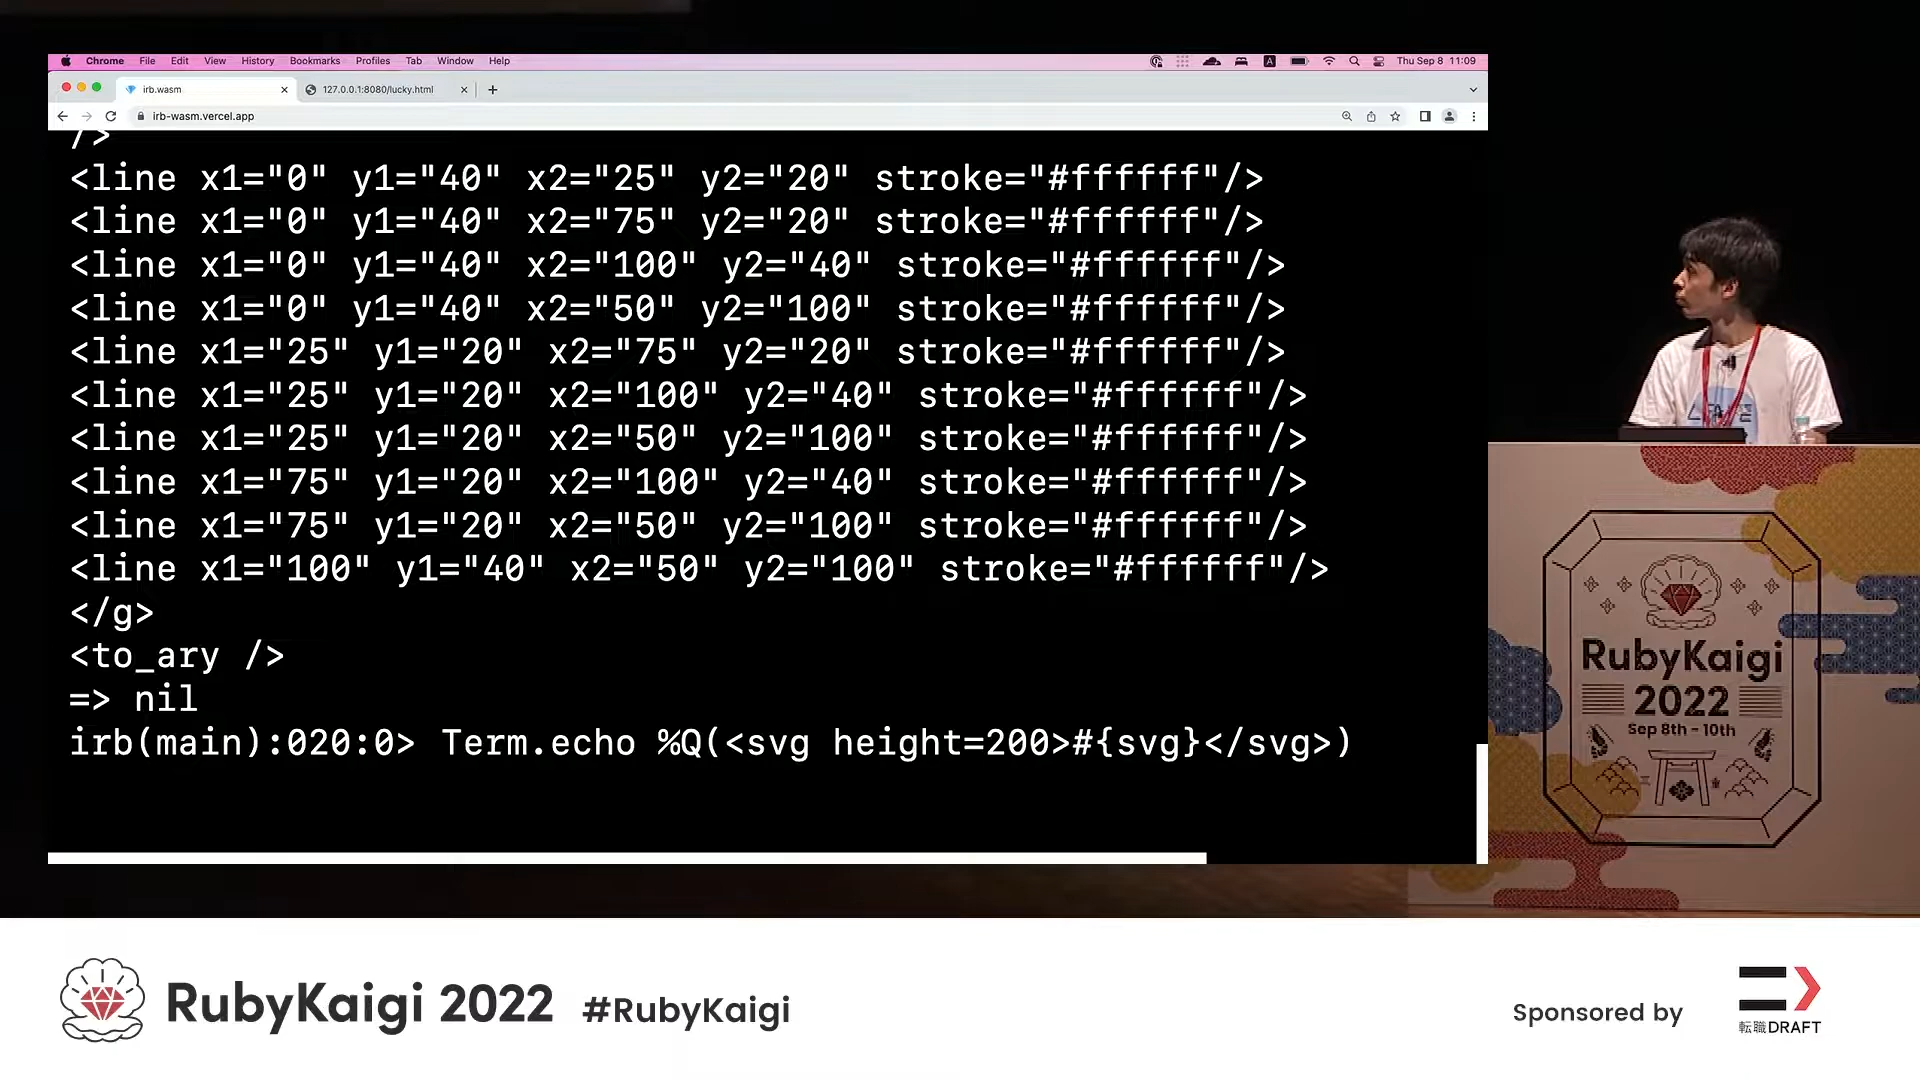 Chrome File Edit View History Bookmarks Profiles Tab Window Help A Thu Sep 8 11:09
irb.wasm 127.0.0.1:8080/lucky.html
irb-wasm.vercel.app
/>
<line x1="0" y1="40" x2="25" y2="20" stroke="#ffffff"/>
<line x1="0" y1="40" x2="75" y2="20" stroke="#ffffff"/>
<line x1="0" y1="40" x2="100" y2="40" stroke="#ffffff"/>
<line x1="0" y1="40" x2="50" y2="100" stroke="#ffffff"/>
<line x1="25" y1="20" x2="75" y2="20" stroke="#ffffff"/>
<line x1="25" y1="20" x2="100" y2="40" stroke="#ffffff"/>
<line x1="25" y1="20" x2="50" y2="100" stroke="#ffffff"/>
<line x1="75" y1="20" x2="100" y2="40" stroke="#ffffff"/>
<line x1="75" y1="20" x2="50" y2="100" stroke="#ffffff"/>
<line x1="100" y1="40" x2="50" y2="100" stroke="#ffffff"/>
</g>
<to_ary />
=> nil
irb(main):020:0> Term.echo %Q(<svg height=200>#{svg}</svg>)
RubyKaigi
2022
Sep 8th - 10th
RubyKaigi 2022 #RubyKaigi
Sponsored by
転職DRAFT